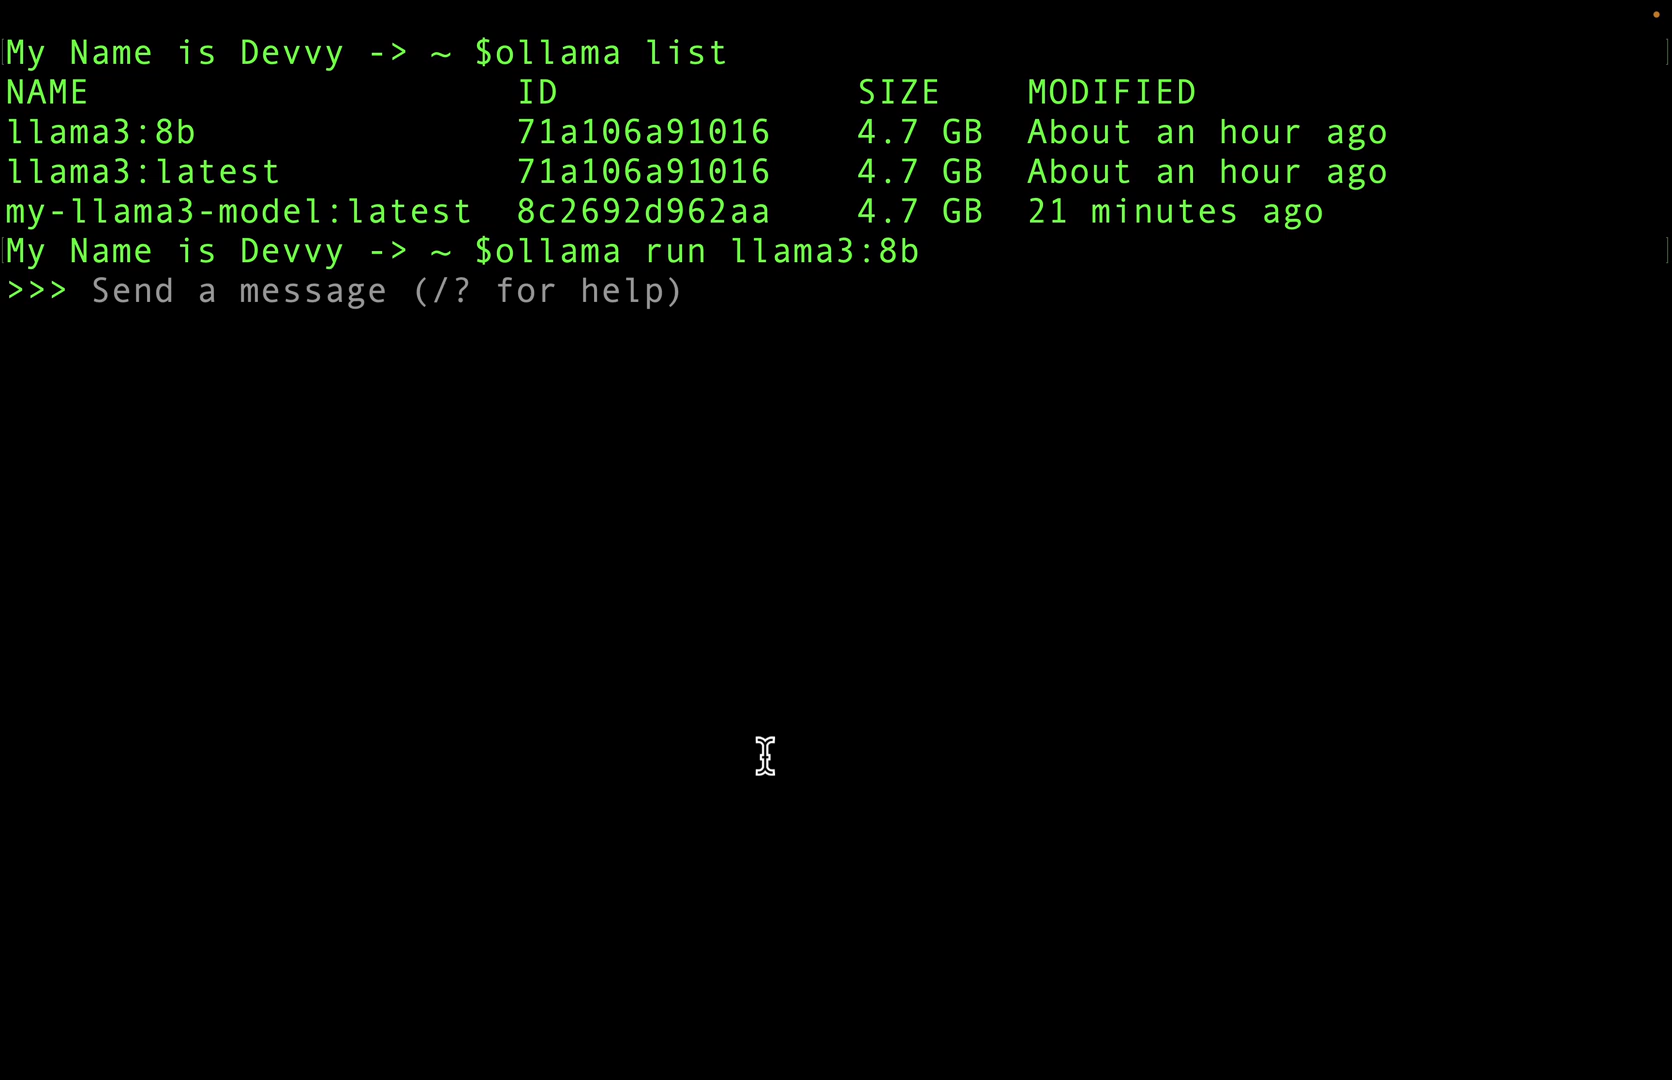 My Name is Devvy -> ~ $ollama list
NAME                    ID              SIZE    MODIFIED
llama3:8b               71a106a91016    4.7 GB  About an hour ago
llama3:latest           71a106a91016    4.7 GB  About an hour ago
my-llama3-model:latest  8c2692d962aa    4.7 GB  21 minutes ago
My Name is Devvy -> ~ $ollama run llama3:8b
>>> Send a message (/? for help)